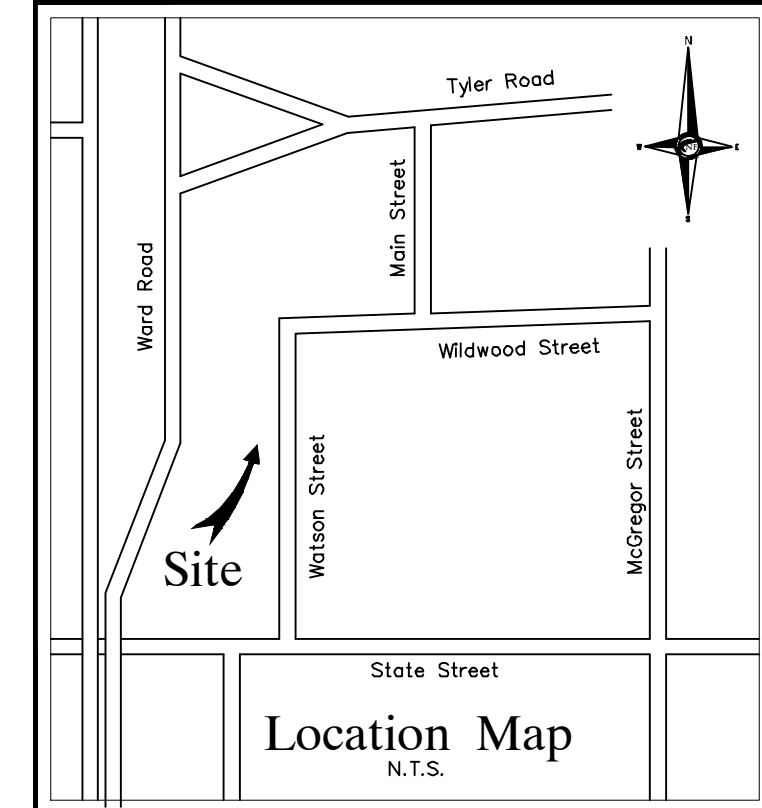 N
Tyler Road
W
E
S
Main Street
Ward Road
Wildwood Street
Watson Street
McGregor Street
Site
State Street
Location Map
N.T.S.